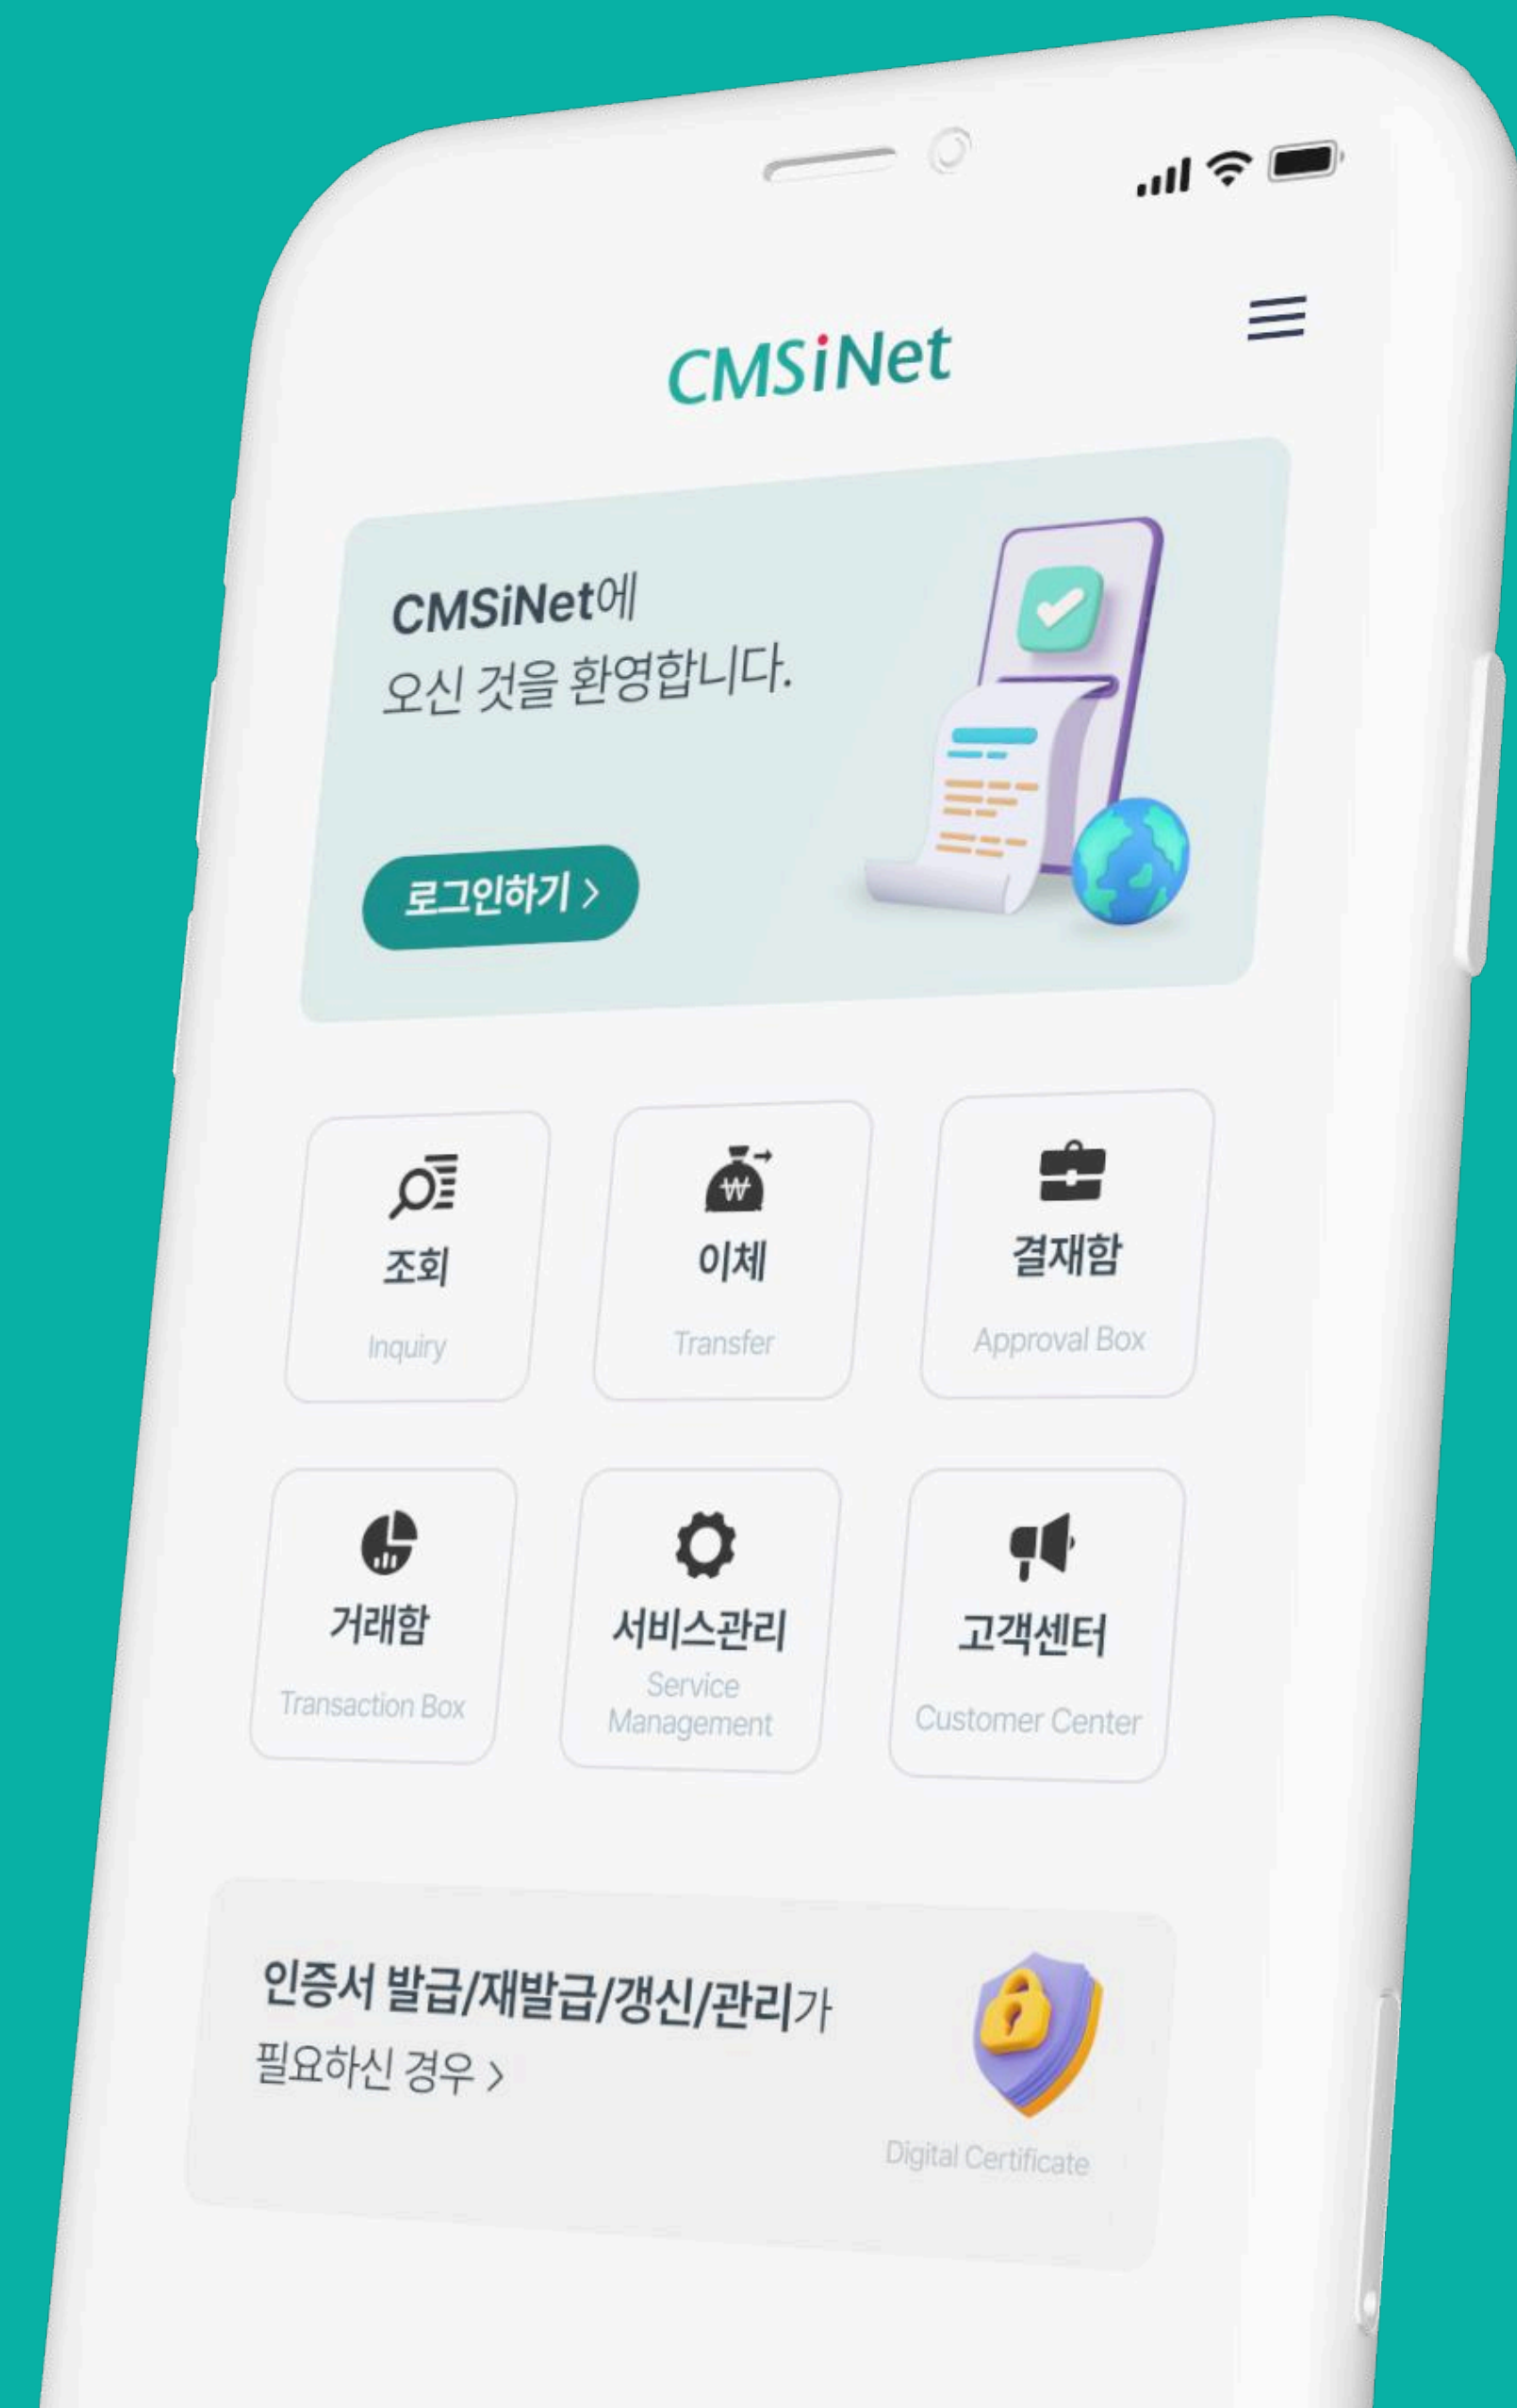 CMSiNet
CMSiNet에
오신 것을 환영합니다.
로그인하기 >
조회
Inquiry
이체
Transfer
결재함
Approval Box
거래함
Transaction Box
서비스관리
Service
Management
고객센터
Customer Center
인증서 발급/재발급/갱신/관리가
필요하신 경우 >
Digital Certificate